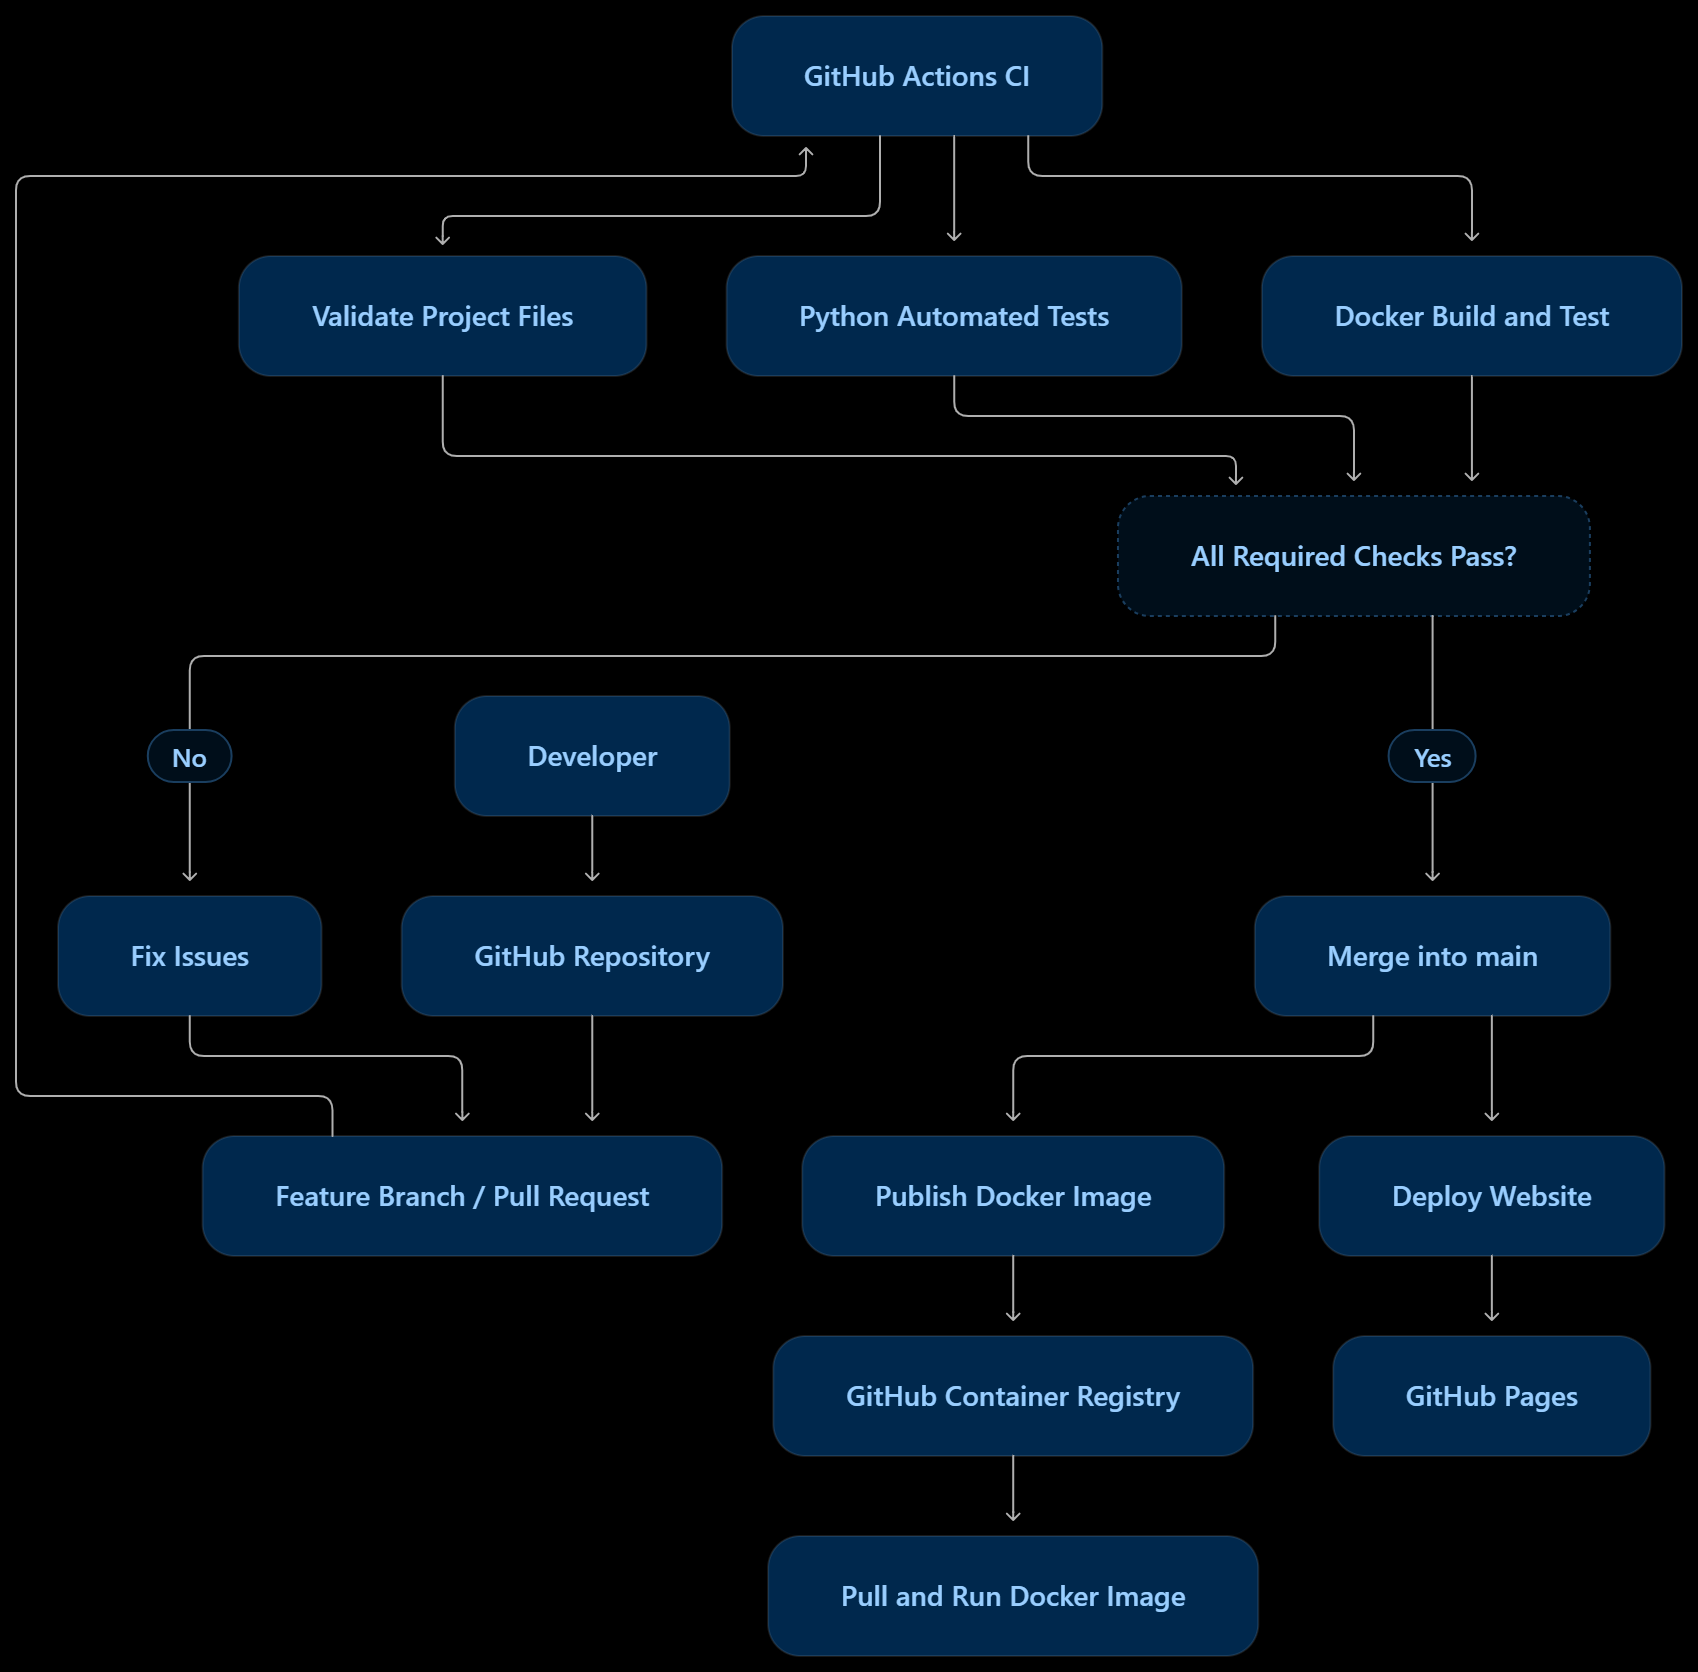 GitHub Actions CI
Validate Project Files
Python Automated Tests
Docker Build and Test
All Required Checks Pass?
No
Developer
Yes
Fix Issues
GitHub Repository
Merge into main
Feature Branch / Pull Request
Publish Docker Image
Deploy Website
GitHub Container Registry
GitHub Pages
Pull and Run Docker Image